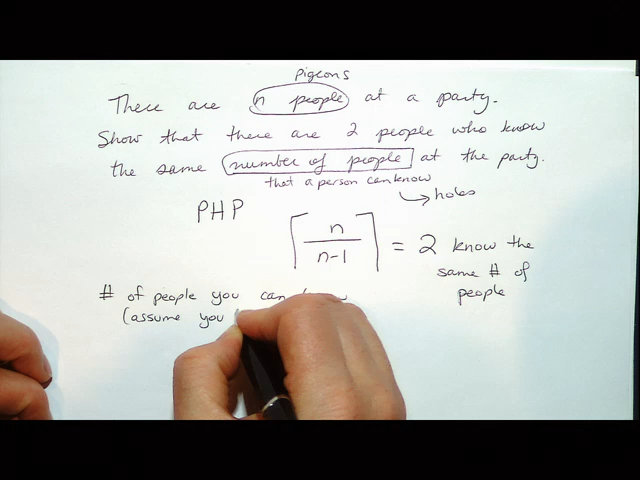 pigeons
There are n people at a party.
Show that there are 2 people who know
the same number of people at the party.
that a person can know
holes
PHP
⌈n/(n-1)⌉ = 2 know the
same # of
people
# of people you can
(assume you